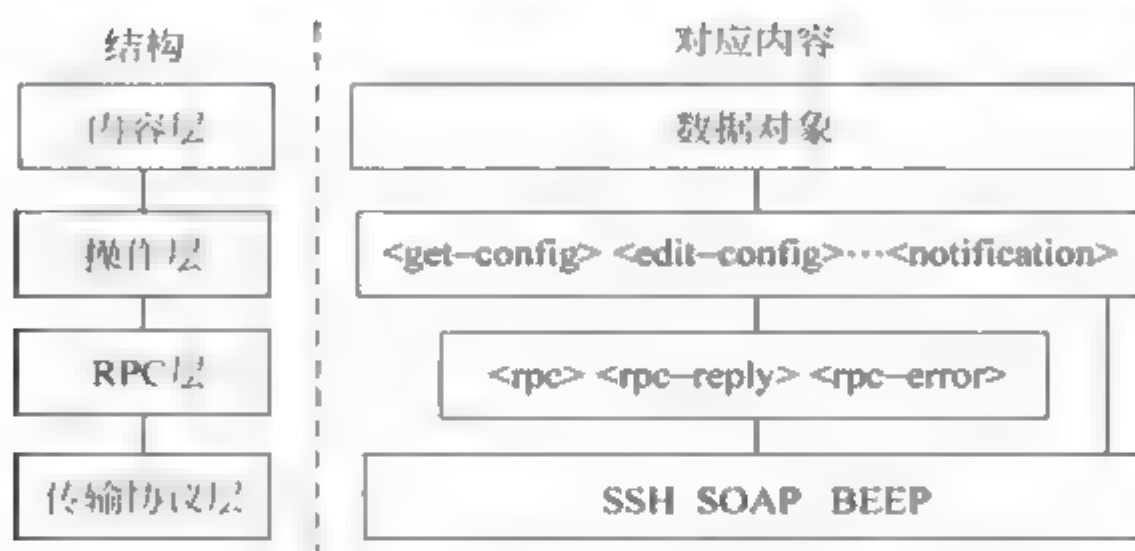 结构
对应内容
内容层
数据对象
操作层
<get-config> <edit-config>…<notification>
RPC层
<rpc> <rpc-reply> <rpc-error>
传输协议层
SSH SOAP BEEP